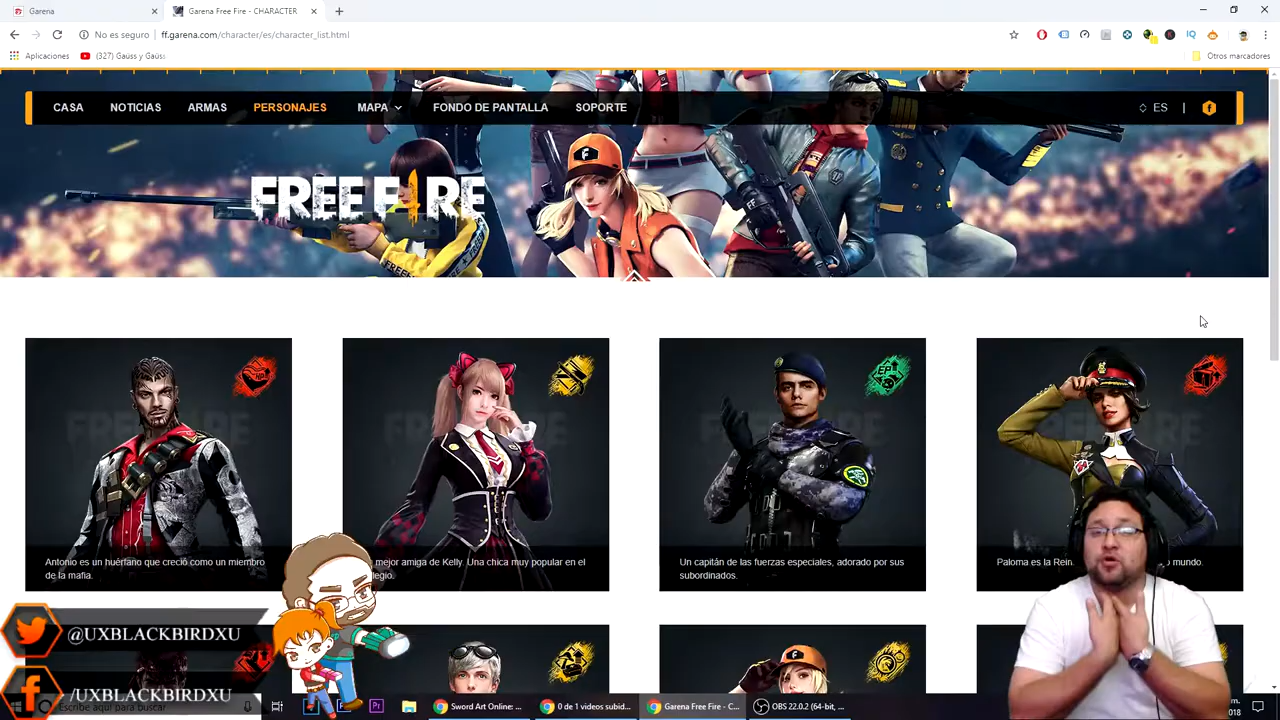 Garena
Garena Free Fire - CHARACTER
No es seguro
ff.garena.com/character/es/character_list.html
Aplicaciones
(327) Gaüss y Gaüs:
Otros marcadores
CASA
NOTICIAS
ARMAS
PERSONAJES
MAPA
FONDO DE PANTALLA
SOPORTE
ES
FREE FIRE
Antonio es un huérfano que creció como un miembro
de la mafia.
mejor amiga de Kelly. Una chica muy popular en el
legio.
Un capitán de las fuerzas especiales, adorado por sus
subordinados.
Paloma es la Rein
mundo.
@UXBLACKBIRDXU
/UXBLACKBIRDXU
Escribe aquí para buscar
Sword Art Online: ...
0 de 1 videos subid...
Garena Free Fire - C...
OBS 22.0.2 (64-bit, ...
2018